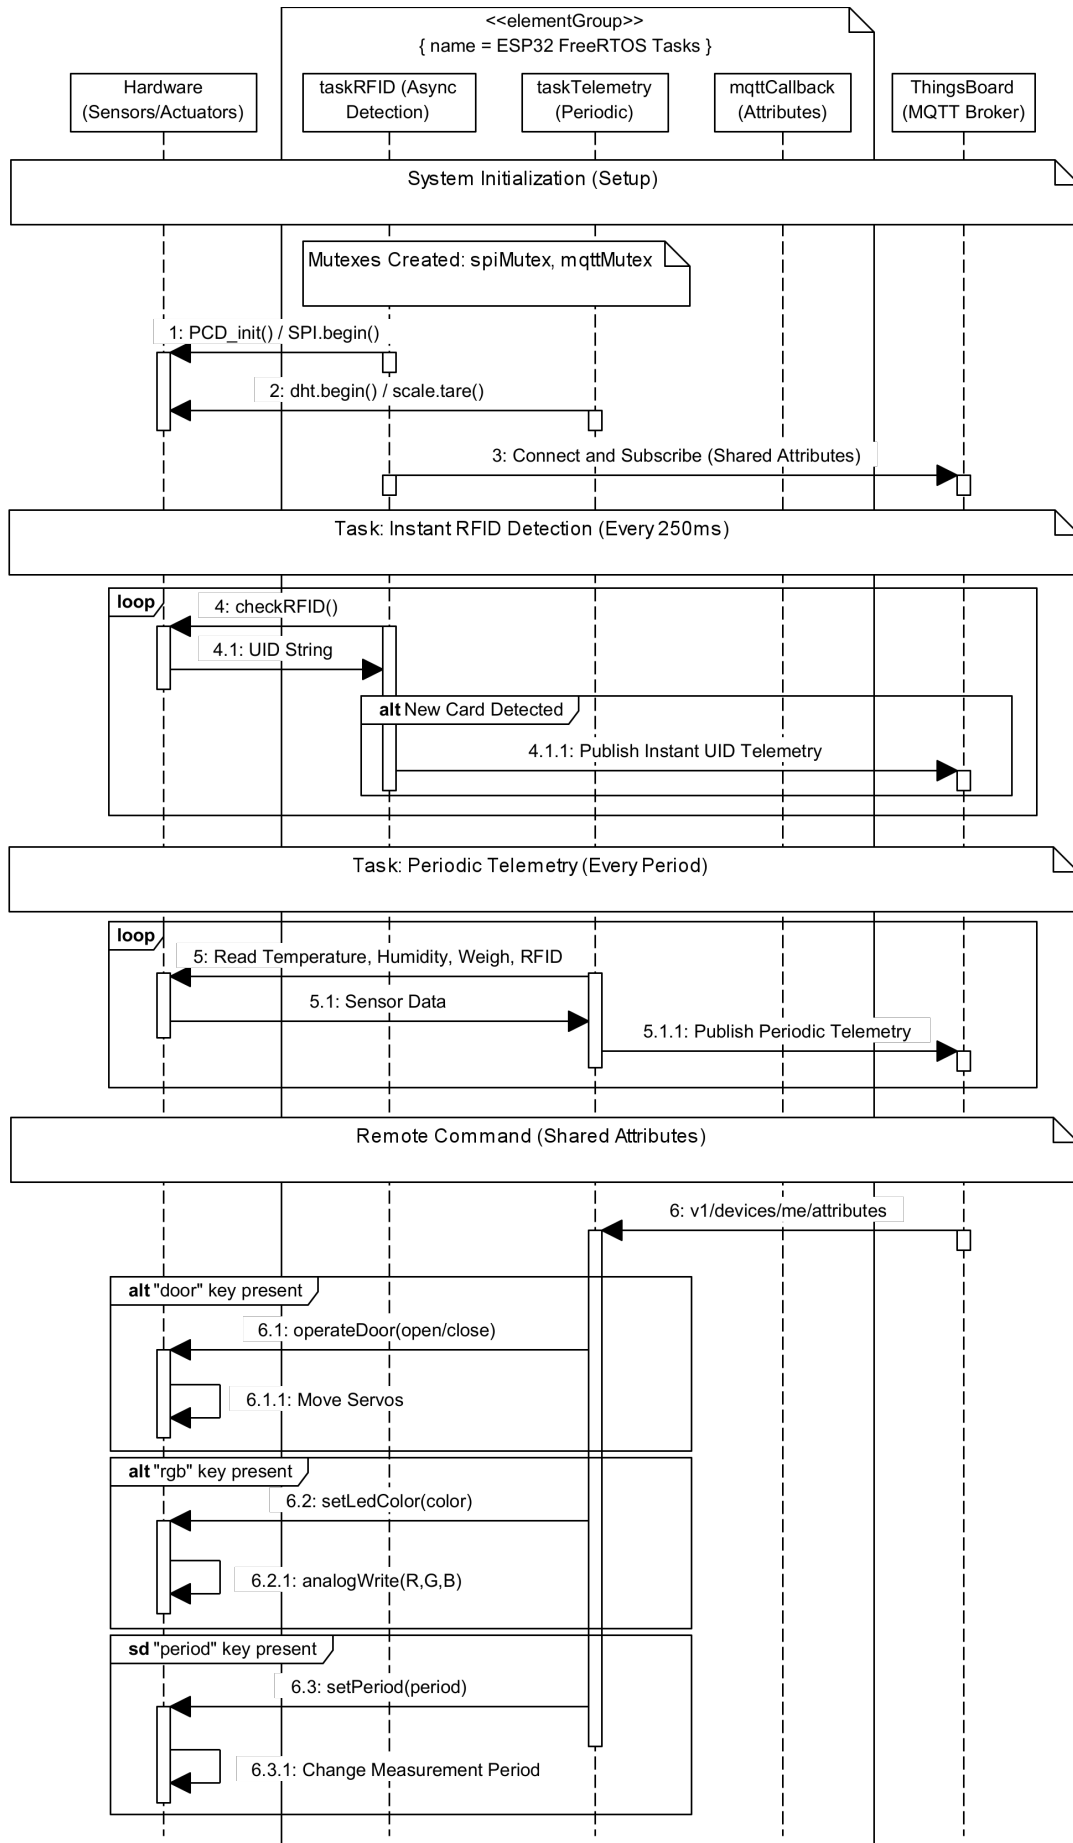 <<elementGroup>>
{ name = ESP32 FreeRTOS Tasks }
Hardware
(Sensors/Actuators)
taskRFID (Async
Detection)
taskTelemetry
(Periodic)
mqttCallback
(Attributes)
ThingsBoard
(MQTT Broker)
System Initialization (Setup)
Mutexes Created: spiMutex, mqttMutex
1: PCD_init() / SPI.begin()
2: dht.begin() / scale.tare()
3: Connect and Subscribe (Shared Attributes)
Task: Instant RFID Detection (Every 250ms)
loop
4: checkRFID()
4.1: UID String
alt New Card Detected
4.1.1: Publish Instant UID Telemetry
Task: Periodic Telemetry (Every Period)
loop
5: Read Temperature, Humidity, Weigh, RFID
5.1: Sensor Data
5.1.1: Publish Periodic Telemetry
Remote Command (Shared Attributes)
6: v1/devices/me/attributes
alt "door" key present
6.1: operateDoor(open/close)
6.1.1: Move Servos
alt "rgb" key present
6.2: setLedColor(color)
6.2.1: analogWrite(R,G,B)
sd "period" key present
6.3: setPeriod(period)
6.3.1: Change Measurement Period